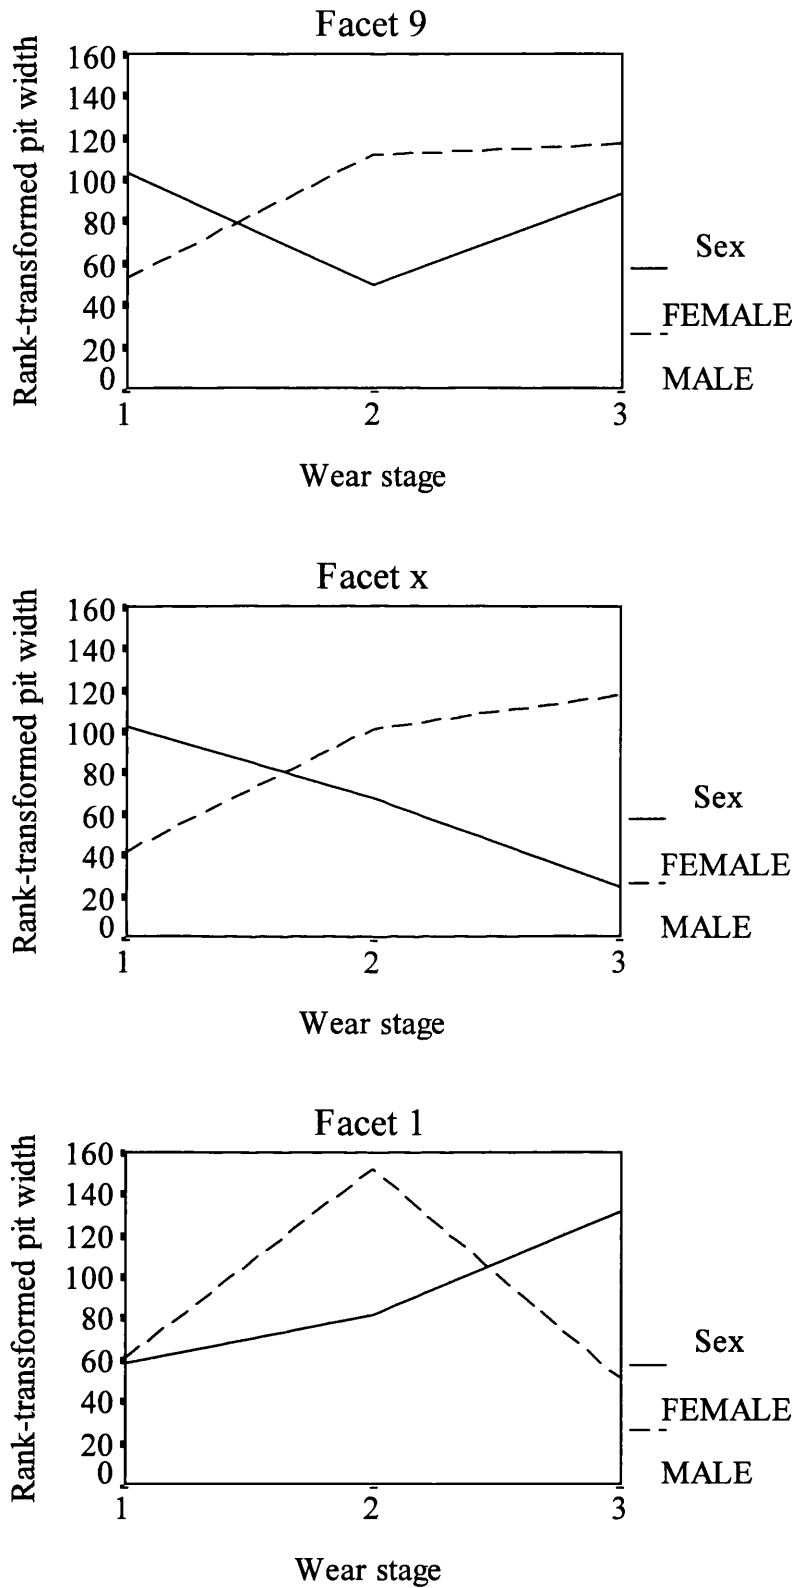 Facet 9
Rank-transformed pit width
160
140
120
100
80
60
40
20
0
1 2 3
Wear stage
Sex
FEMALE
MALE
Facet x
Rank-transformed pit width
160
140
120
100
80
60
40
20
0
1 2 3
Wear stage
Sex
FEMALE
MALE
Facet 1
Rank-transformed pit width
160
140
120
100
80
60
40
20
0
1 2 3
Wear stage
Sex
FEMALE
MALE